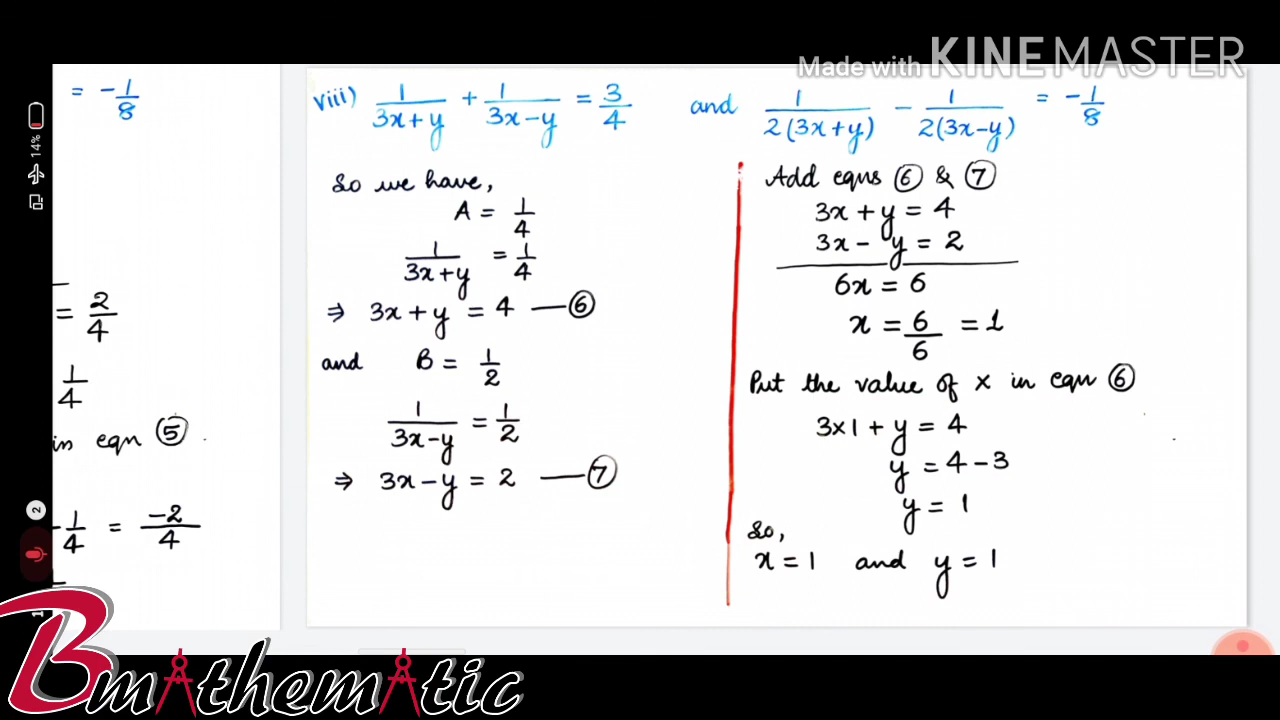 Made with KINEMASTER
= -1/8
viii) 1/(3x+y) + 1/(3x-y) = 3/4 and 1/(2(3x+y)) - 1/(2(3x-y)) = -1/8
14%
= 2/4
1/4
in eqn ⑤
-1/4 = -2/4
2
So we have,
A = 1/4
1/(3x+y) = 1/4
⇒ 3x+y = 4 —⑥
and B = 1/2
1/(3x-y) = 1/2
⇒ 3x-y = 2 —⑦
Add eqns ⑥ & ⑦
3x+y = 4
3x-y = 2
6x = 6
x = 6/6 = 1
Put the value of x in eqn ⑥
3×1+y = 4
y = 4-3
y = 1
So,
x = 1 and y = 1
Bmathematic